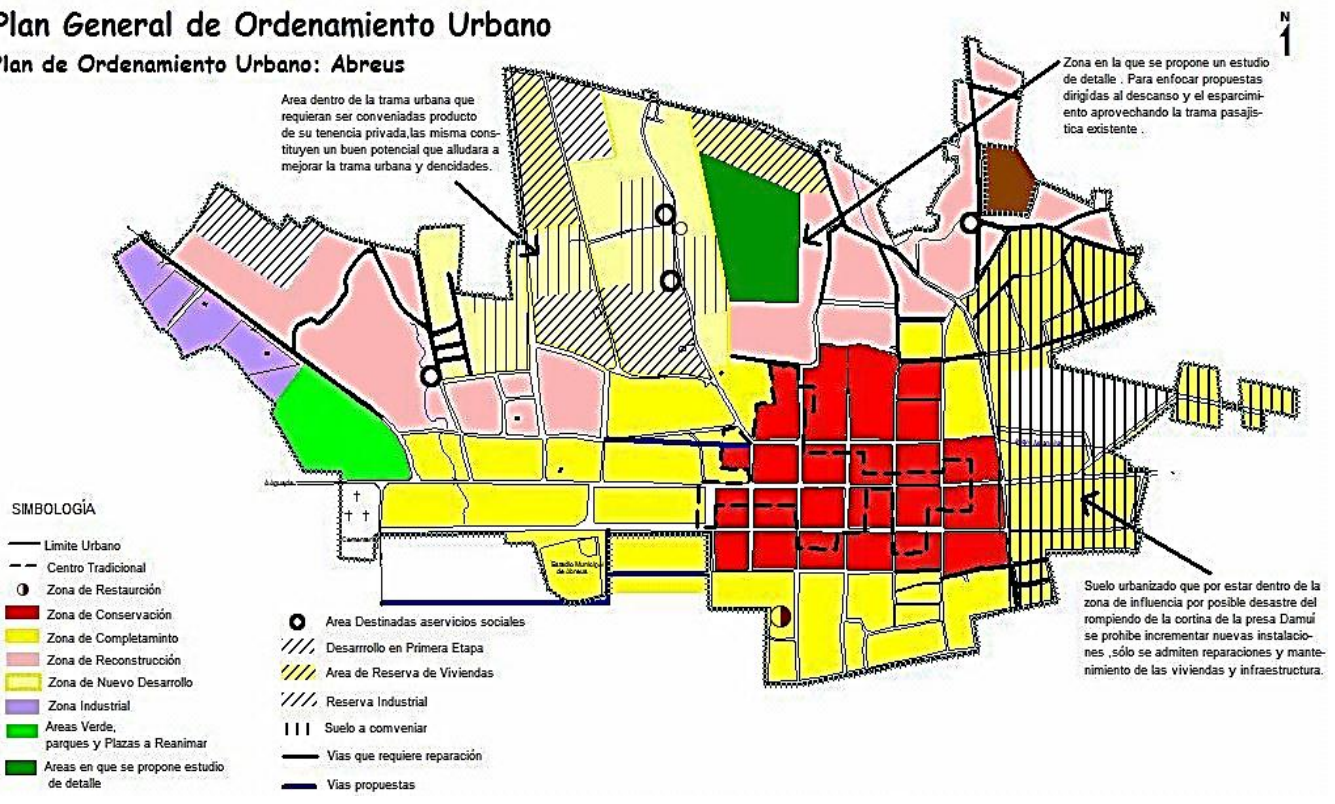 Plan General de Ordenamiento Urbano
Plan de Ordenamiento Urbano: Abreus
N
1
Area dentro de la trama urbana que
requieran ser conveniadas producto
de su tenencia privada,las misma cons-
tituyen un buen potencial que alludara a
mejorar la trama urbana y dencidades.
Zona en la que se propone un estudio
de detalle . Para enfocar propuestas
dirigidas al descanso y el esparcimi-
ento aprovechando la trama pasajis-
tica existente .
Estadio Municip
de Abreus
Suelo urbanizado que por estar dentro de la
zona de influencia por posible desastre del
rompiendo de la cortina de la presa Damuí
se prohibe incrementar nuevas instalacio-
nes ,sólo se admiten reparaciones y mante-
nimiento de las viviendas y infraestructura.
SIMBOLOGÍA
Limite Urbano
Centro Tradicional
Zona de Restaurción
Zona de Conservación
Zona de Completaminto
Zona de Reconstrucción
Zona de Nuevo Desarrollo
Zona Industrial
Areas Verde,
parques y Plazas a Reanimar
Areas en que se propone estudio
de detalle
Area Destinadas aservicios sociales
Desarrrollo en Primera Etapa
Area de Reserva de Viviendas
Reserva Industrial
Suelo a comveniar
Vias que requiere reparación
Vias propuestas